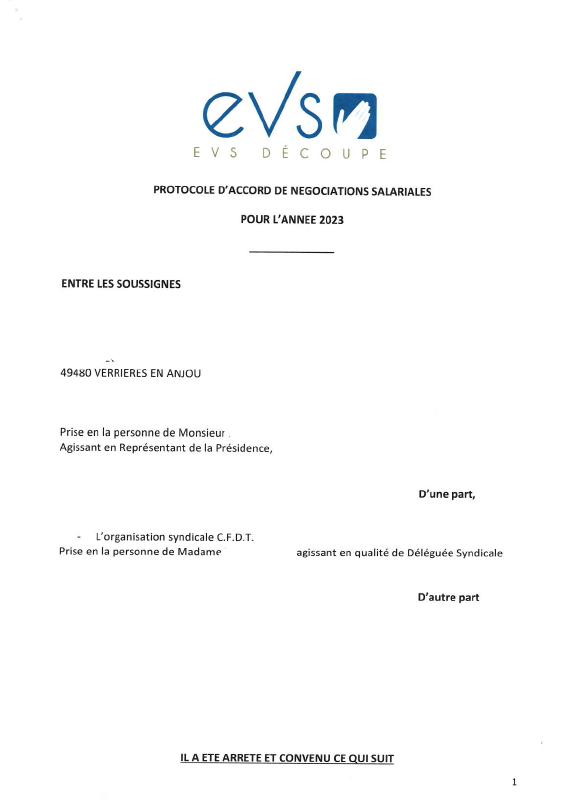 evs
EVS DÉCOUPE
PROTOCOLE D'ACCORD DE NEGOCIATIONS SALARIALES
POUR L'ANNEE 2023
ENTRE LES SOUSSIGNES
49480 VERRIERES EN ANJOU
Prise en la personne de Monsieur
Agissant en Représentant de la Présidence,
D'une part,
- L'organisation syndicale C.F.D.T.
Prise en la personne de Madame agissant en qualité de Déléguée Syndicale
D'autre part
IL A ETE ARRETE ET CONVENU CE QUI SUIT
1